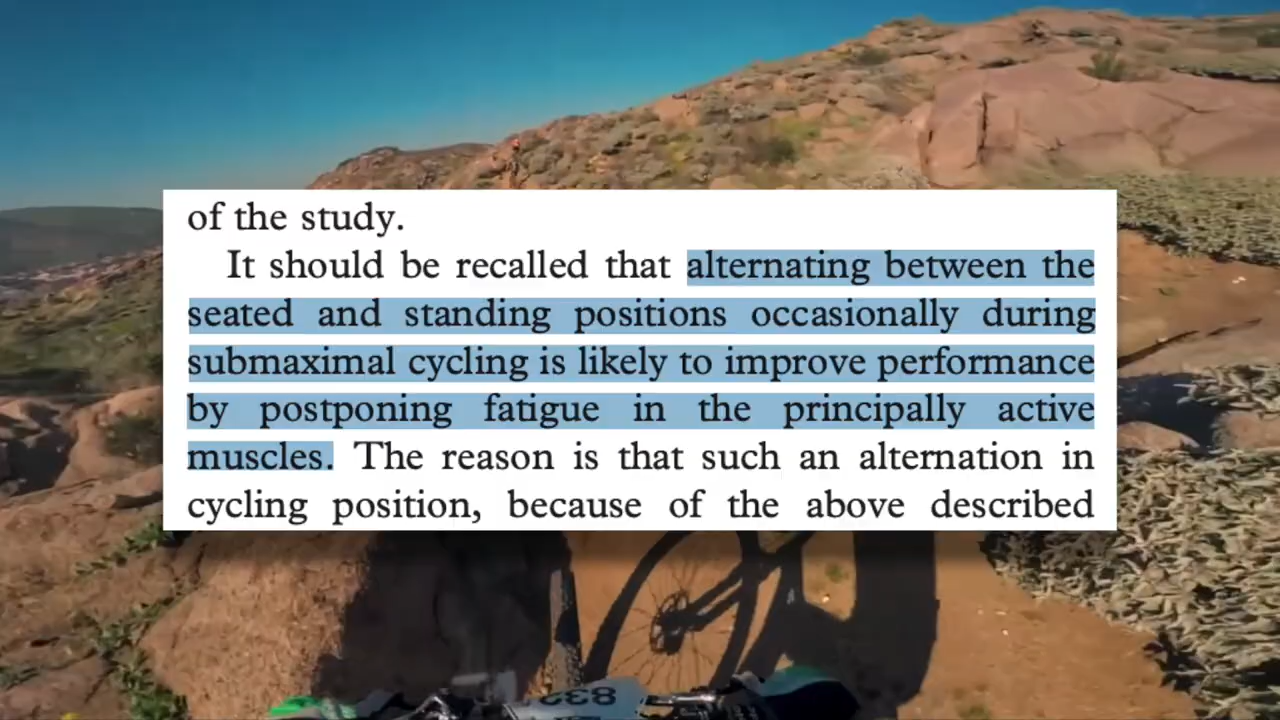 of the study.
It should be recalled that alternating between the
seated and standing positions occasionally during
submaximal cycling is likely to improve performance
by postponing fatigue in the principally active
muscles. The reason is that such an alternation in
cycling position, because of the above described